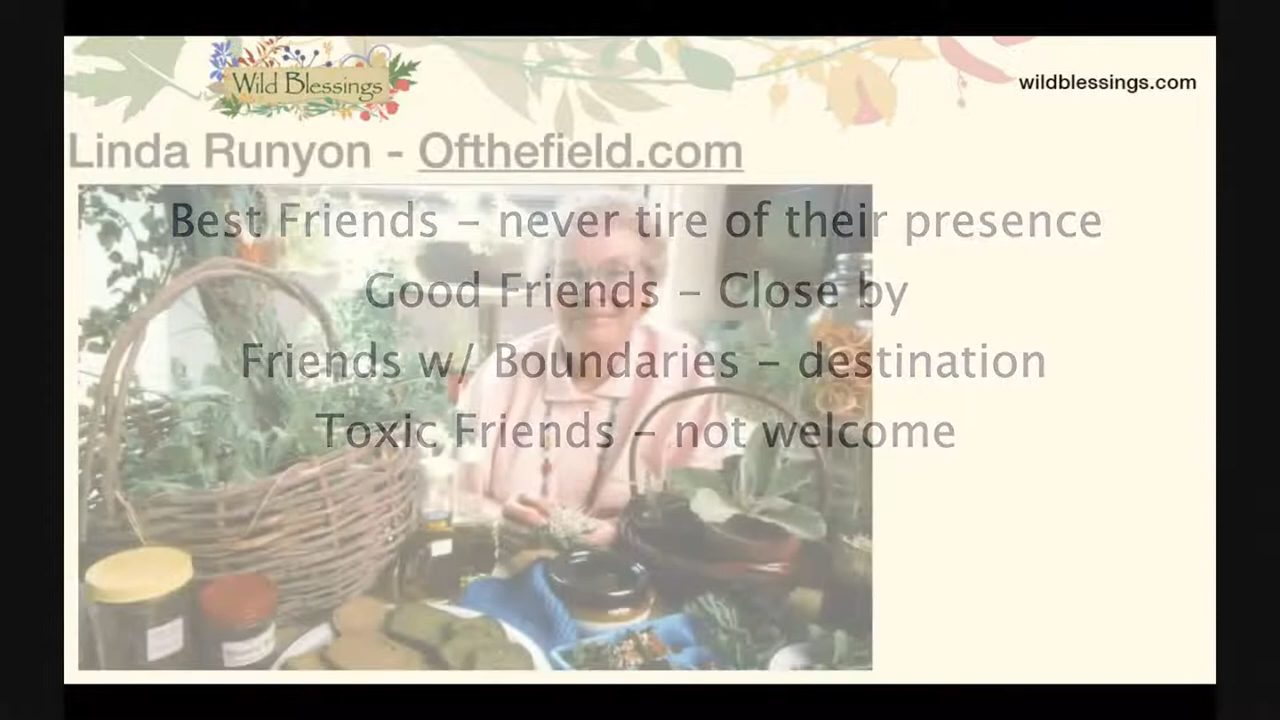 Wild Blessings
wildblessings.com
Linda Runyon - Ofthefield.com
Best Friends – never tire of their presence
Good Friends – Close by
Friends w/ Boundaries – destination
Toxic Friends – not welcome